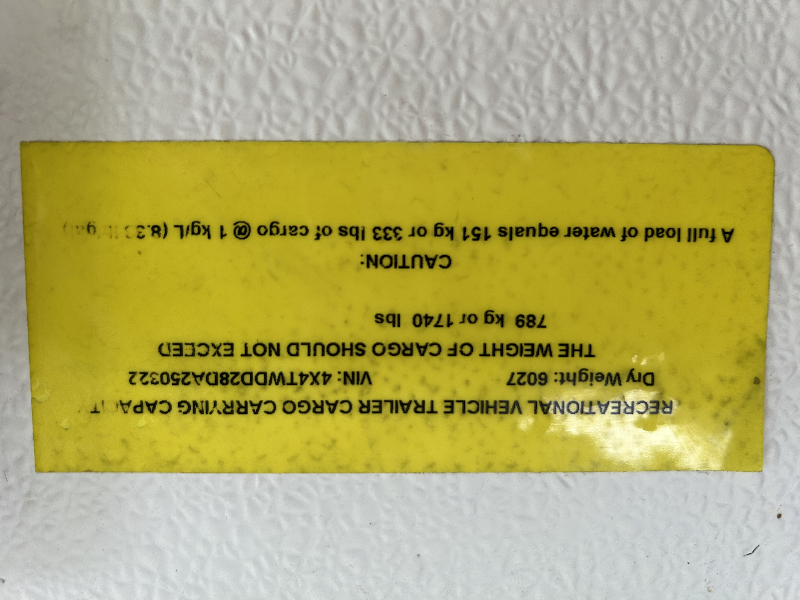 RECREATIONAL VEHICLE TRAILER CARGO CARRYING CAPACITY
Dry Weight: 6027 VIN: 4X4TWDD28DA250322
THE WEIGHT OF CARGO SHOULD NOT EXCEED
789 kg or 1740 lbs
CAUTION:
A full load of water equals 151 kg or 333 lbs of cargo @ 1 kg/L